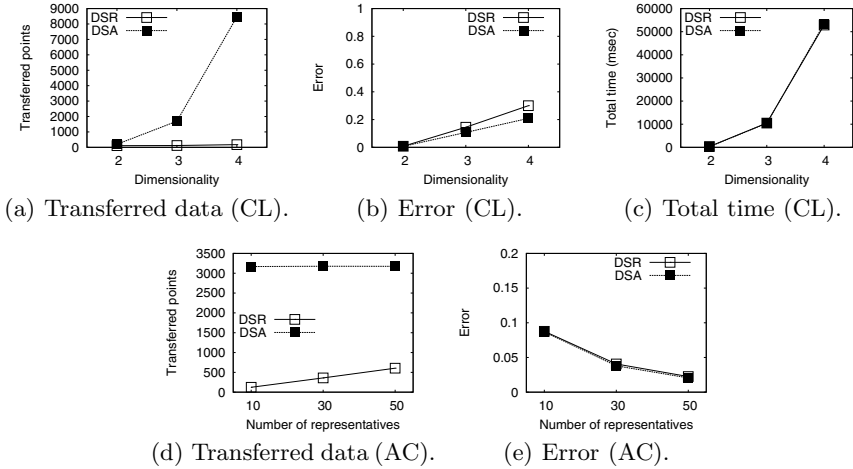 9000
8000
7000
6000
5000
4000
3000
2000
1000
0
Transferred points
DSR
DSA
2 3 4
Dimensionality
(a) Transferred data (CL).
1
0.8
0.6
0.4
0.2
0
Error
DSR
DSA
2 3 4
Dimensionality
(b) Error (CL).
60000
50000
40000
30000
20000
10000
0
Total time (msec)
DSR
DSA
2 3 4
Dimensionality
(c) Total time (CL).
3500
3000
2500
2000
1500
1000
500
0
Transferred points
DSR
DSA
10 30 50
Number of representatives
(d) Transferred data (AC).
0.2
0.15
0.1
0.05
0
Error
DSR
DSA
10 30 50
Number of representatives
(e) Error (AC).